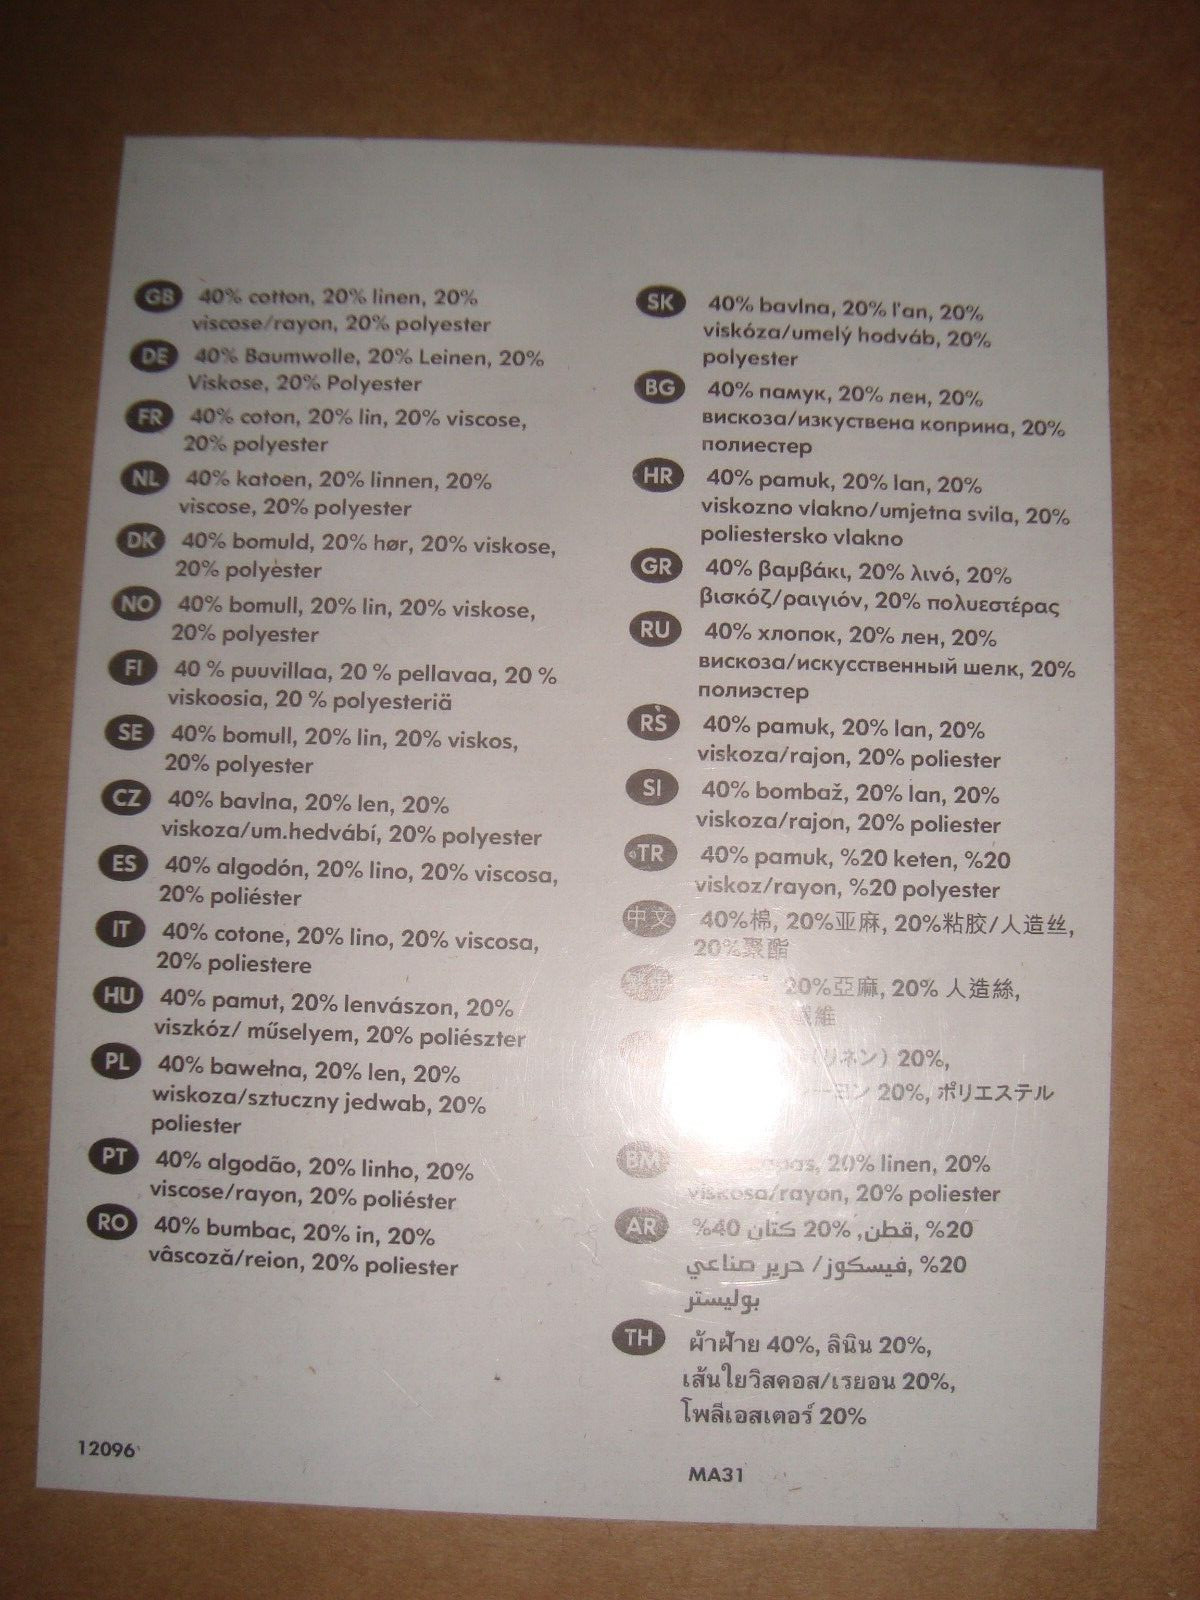 GB 40% cotton, 20% linen, 20%
viscose/rayon, 20% polyester
DE 40% Baumwolle, 20% Leinen, 20%
Viskose, 20% Polyester
FR 40% coton, 20% lin, 20% viscose,
20% polyester
NL 40% katoen, 20% linnen, 20%
viscose, 20% polyester
DK 40% bomuld, 20% hør, 20% viskose,
20% polyester
NO 40% bomull, 20% lin, 20% viskose,
20% polyester
FI 40 % puuvillaa, 20 % pellavaa, 20 %
viskoosia, 20 % polyesteriä
SE 40% bomull, 20% lin, 20% viskos,
20% polyester
CZ 40% bavlna, 20% len, 20%
viskoza/um.hedvábí, 20% polyester
ES 40% algodón, 20% lino, 20% viscosa,
20% poliéster
IT 40% cotone, 20% lino, 20% viscosa,
20% poliestere
HU 40% pamut, 20% lenvászon, 20%
viszkóz/ műselyem, 20% poliészter
PL 40% bawełna, 20% len, 20%
wiskoza/sztuczny jedwab, 20%
poliester
PT 40% algodão, 20% linho, 20%
viscose/rayon, 20% poliéster
RO 40% bumbac, 20% in, 20%
vâscoză/reion, 20% poliester
12096
SK 40% bavlna, 20% ľan, 20%
viskóza/umelý hodváb, 20%
polyester
BG 40% памук, 20% лен, 20%
вискоза/изкуствена коприна, 20%
полиестер
HR 40% pamuk, 20% lan, 20%
viskozno vlakno/umjetna svila, 20%
poliestersko vlakno
GR 40% βαμβάκι, 20% λινό, 20%
βισκόζ/ραιγιόν, 20% πολυεστέρας
RU 40% хлопок, 20% лен, 20%
вискоза/искусственный шелк, 20%
полиэстер
RS 40% pamuk, 20% lan, 20%
viskoza/rajon, 20% poliester
SI 40% bombaž, 20% lan, 20%
viskoza/rajon, 20% poliester
TR 40% pamuk, %20 keten, %20
viskoz/rayon, %20 polyester
中文 40%棉, 20%亚麻, 20%粘胶/人造丝,
20%聚酯
20%亞麻, 20% 人造絲,
纖維
(リネン) 20%,
20%, ポリエステル
BM 20% linen, 20%
viskosa/rayon, 20% poliester
AR %40 قطن, 20% كتان, %20
فيسكوز/ حرير صناعي, %20
بوليستر
TH ผ้าฝ้าย 40%, ลินิน 20%,
เส้นใยวิสคอส/เรยอน 20%,
โพลีเอสเตอร์ 20%
MA31